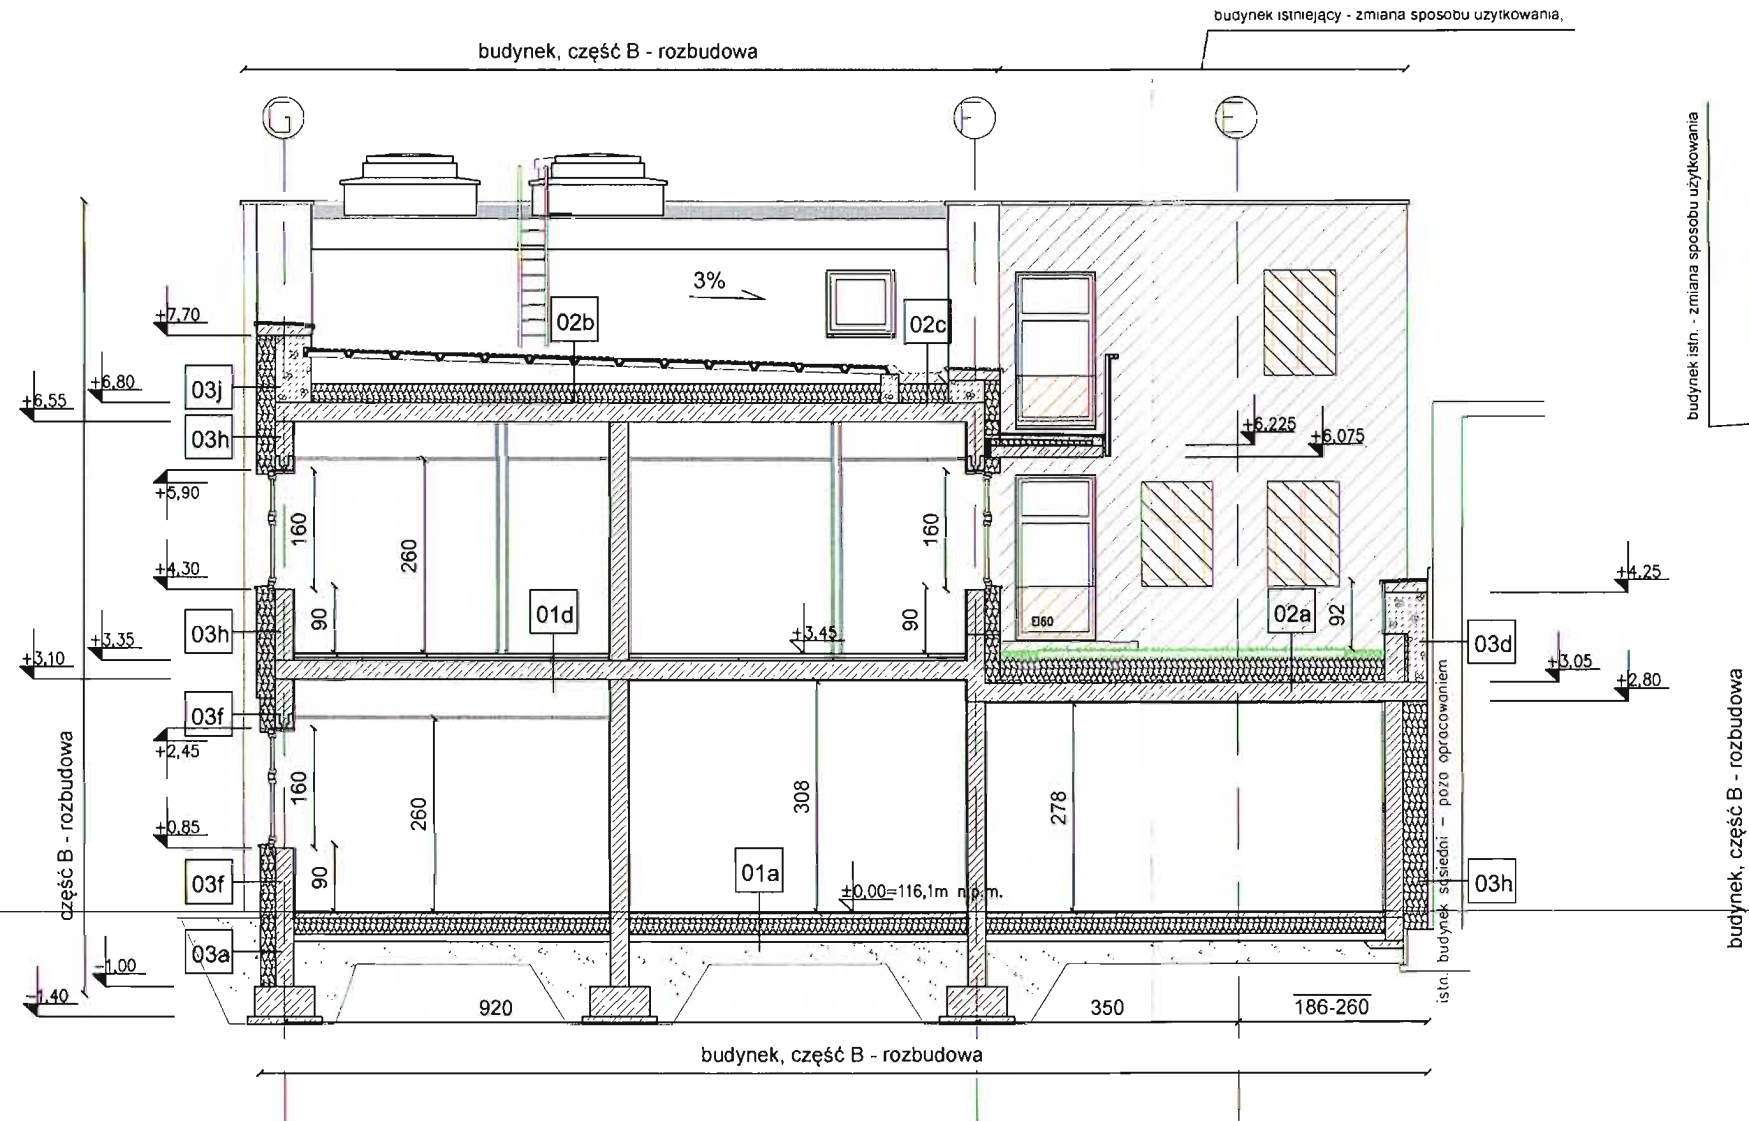 budynek istniejący - zmiana sposobu użytkowania,
budynek, część B - rozbudowa
G
F
E
budynek istn. - zmiana sposobu użytkowania
3%
02b
02c
+7,70
+6,80
+6,55
03j
03h
+6.225
+6,075
+5,90
160
260
160
+4,30
+4,25
90
01d
90
02a
92
EI60
03h
+3,45
03d
+3,35
+3,10
+3,05
+2,80
03f
+2,45
160
260
308
278
+0,85
90
01a
±0,00=116,1m n.p.m.
03f
03h
03a
-1,00
-1,40
920
350
186-260
część B - rozbudowa
istn. budynek sąsiedni - poza opracowaniem
budynek, część B - rozbudowa
budynek, część B - rozbudowa